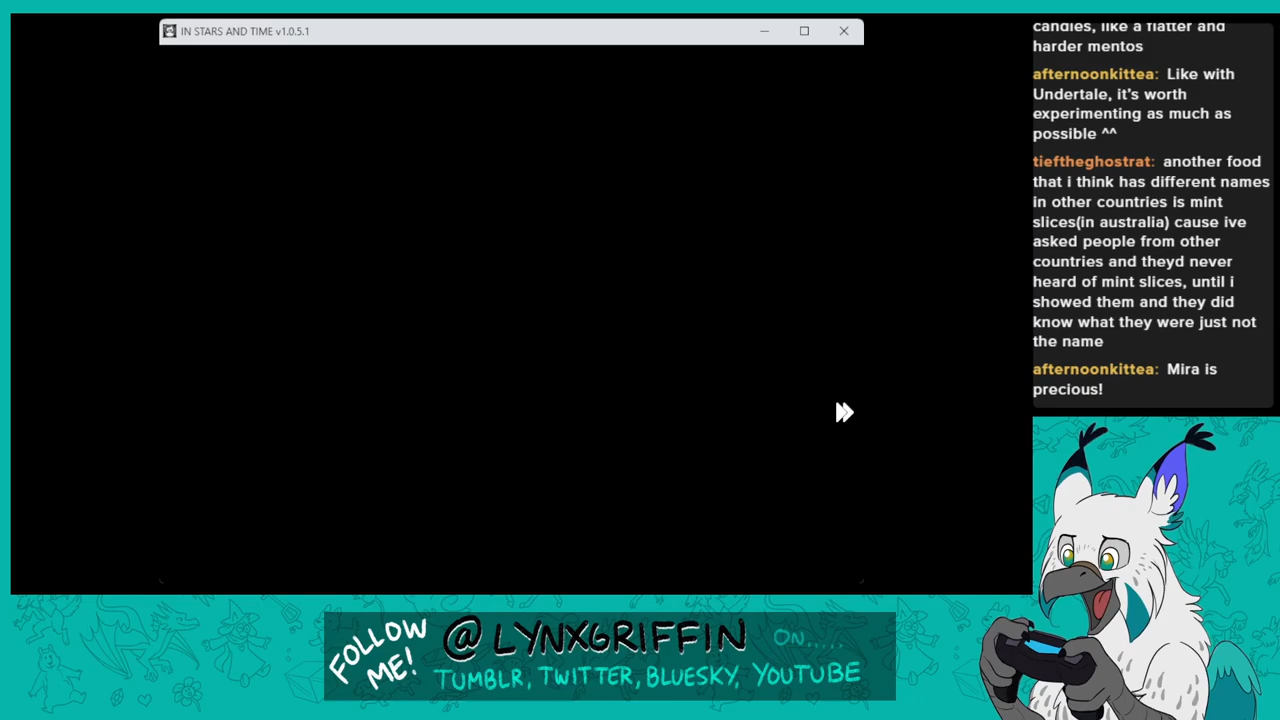 IN STARS AND TIME v1.0.5.1
candies, like a flatter and
harder mentos
afternoonkittea: Like with
Undertale, it's worth
experimenting as much as
possible ^^
tieftheghostrat: another food
that i think has different names
in other countries is mint
slices(in australia) cause ive
asked people from other
countries and theyd never
heard of mint slices, until i
showed them and they did
know what they were just not
the name
afternoonkittea: Mira is
precious!
FOLLOW
ME!
@LYNXGRIFFIN ON.....
TUMBLR, TWITTER, BLUESKY, YOUTUBE